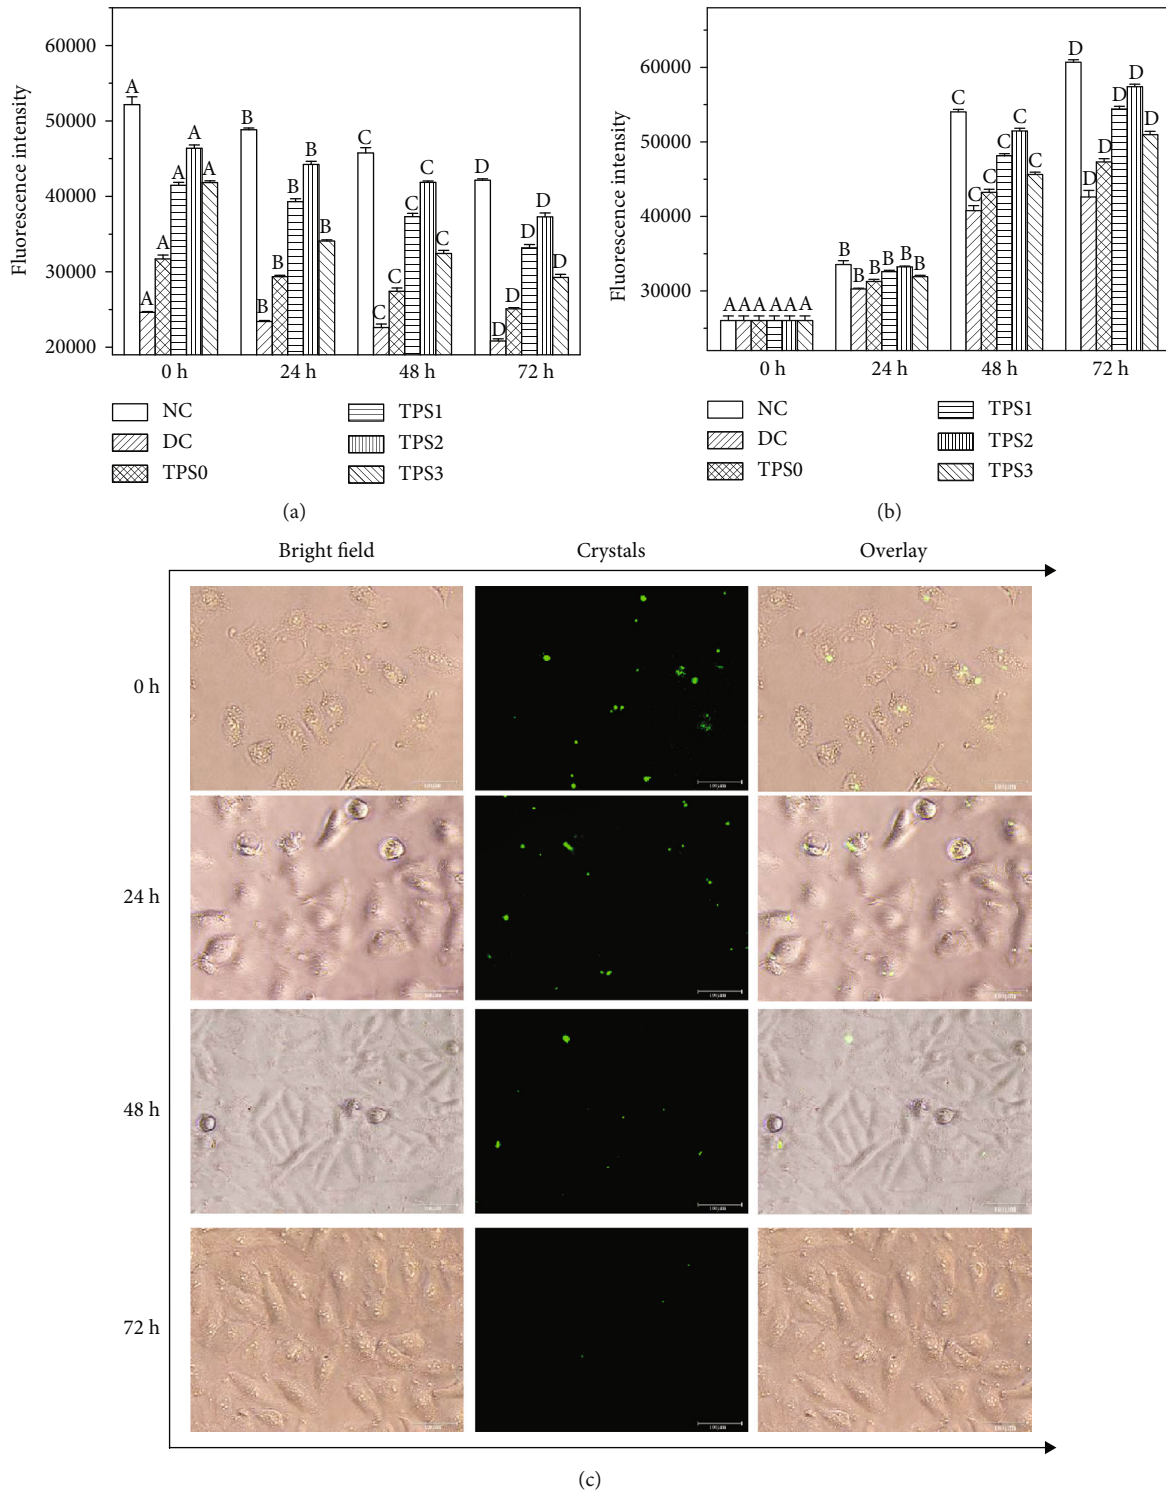 60000
50000
40000
30000
20000
Fluorescence intensity
A A A A A A
B B B B B B
C C C C C C
D D D D D D
0 h 24 h 48 h 72 h
NC TPS1
DC TPS2
TPS0 TPS3
(a)
60000
50000
40000
30000
Fluorescence intensity
A A A A A A
B B B B B B
C C C C C C
D D D D D D
0 h 24 h 48 h 72 h
NC TPS1
DC TPS2
TPS0 TPS3
(b)
Bright field Crystals Overlay
0 h
24 h
48 h
72 h
(c)